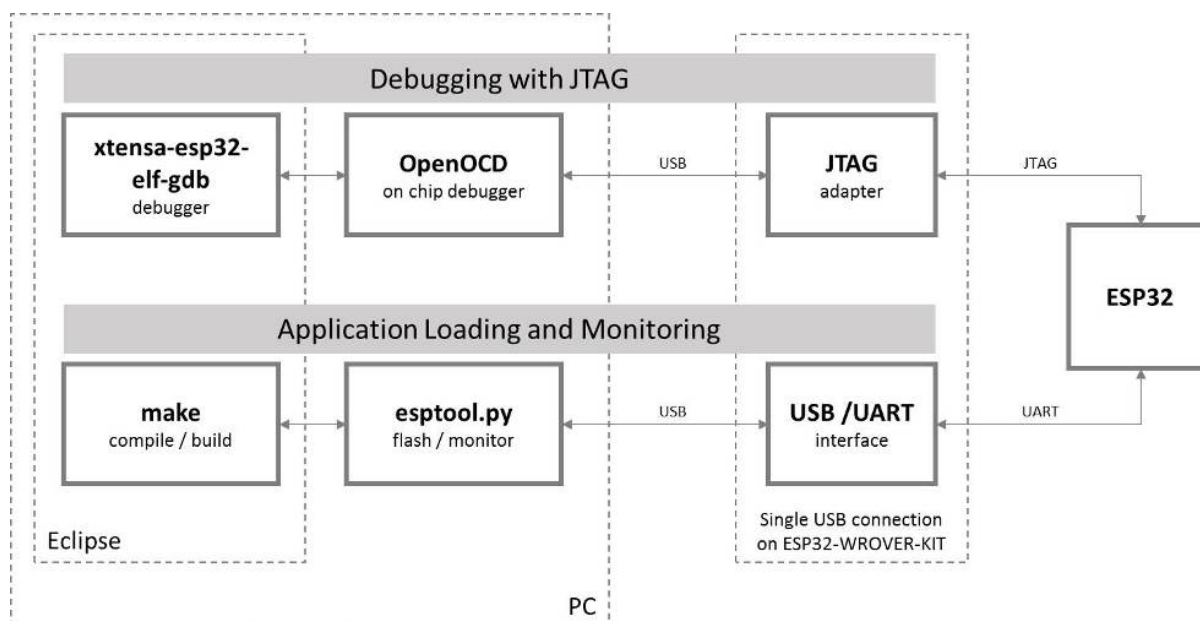 Debugging with JTAG
xtensa-esp32-
elf-gdb
debugger
OpenOCD
on chip debugger
USB
JTAG
adapter
JTAG
ESP32
Application Loading and Monitoring
make
compile / build
esptool.py
flash / monitor
USB
USB /UART
interface
UART
Eclipse
Single USB connection
on ESP32-WROVER-KIT
PC